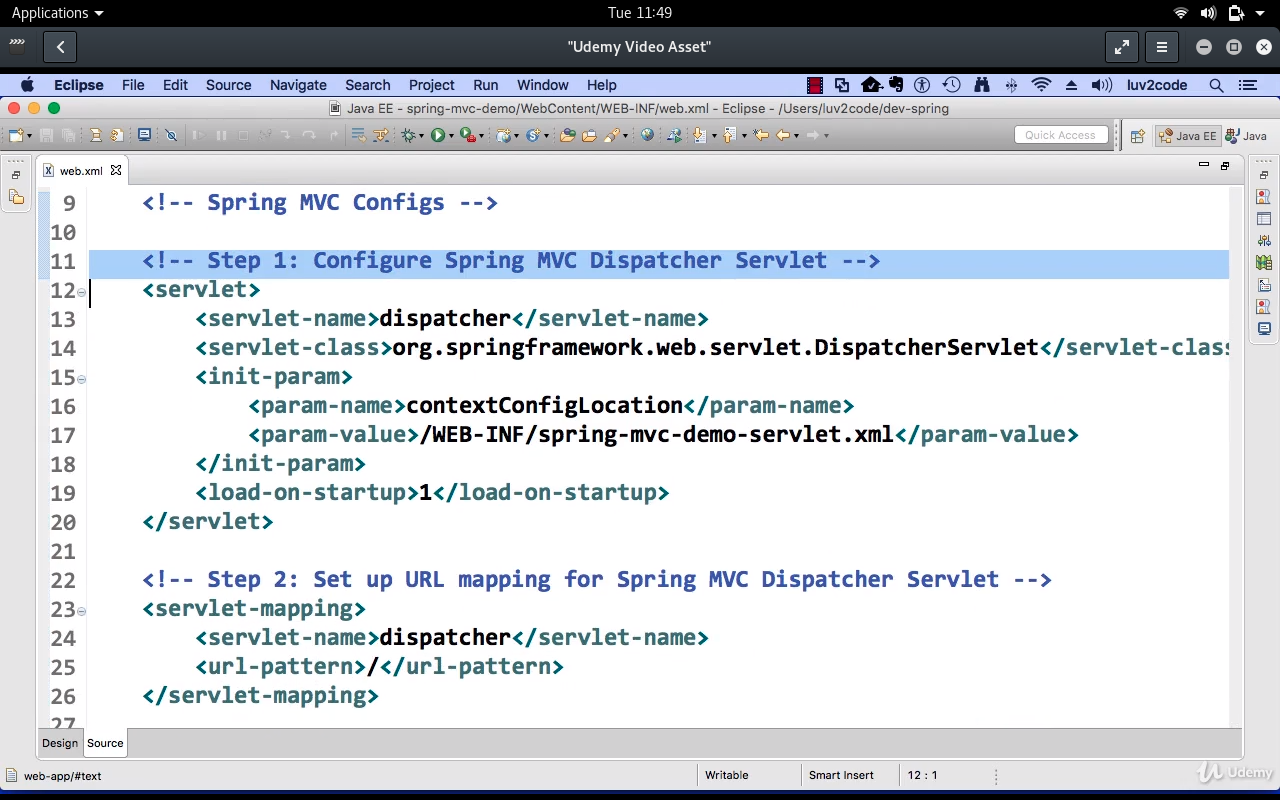 Applications Tue 11:49
"Udemy Video Asset"
Eclipse File Edit Source Navigate Search Project Run Window Help luv2code
Java EE - spring-mvc-demo/WebContent/WEB-INF/web.xml - Eclipse - /Users/luv2code/dev-spring
Quick Access Java EE Java
web.xml
9 <!-- Spring MVC Configs -->
10
11 <!-- Step 1: Configure Spring MVC Dispatcher Servlet -->
12 <servlet>
13 <servlet-name>dispatcher</servlet-name>
14 <servlet-class>org.springframework.web.servlet.DispatcherServlet</servlet-class
15 <init-param>
16 <param-name>contextConfigLocation</param-name>
17 <param-value>/WEB-INF/spring-mvc-demo-servlet.xml</param-value>
18 </init-param>
19 <load-on-startup>1</load-on-startup>
20 </servlet>
21
22 <!-- Step 2: Set up URL mapping for Spring MVC Dispatcher Servlet -->
23 <servlet-mapping>
24 <servlet-name>dispatcher</servlet-name>
25 <url-pattern>/</url-pattern>
26 </servlet-mapping>
27
Design Source
web-app/#text Writable Smart Insert 12 : 1
Udemy